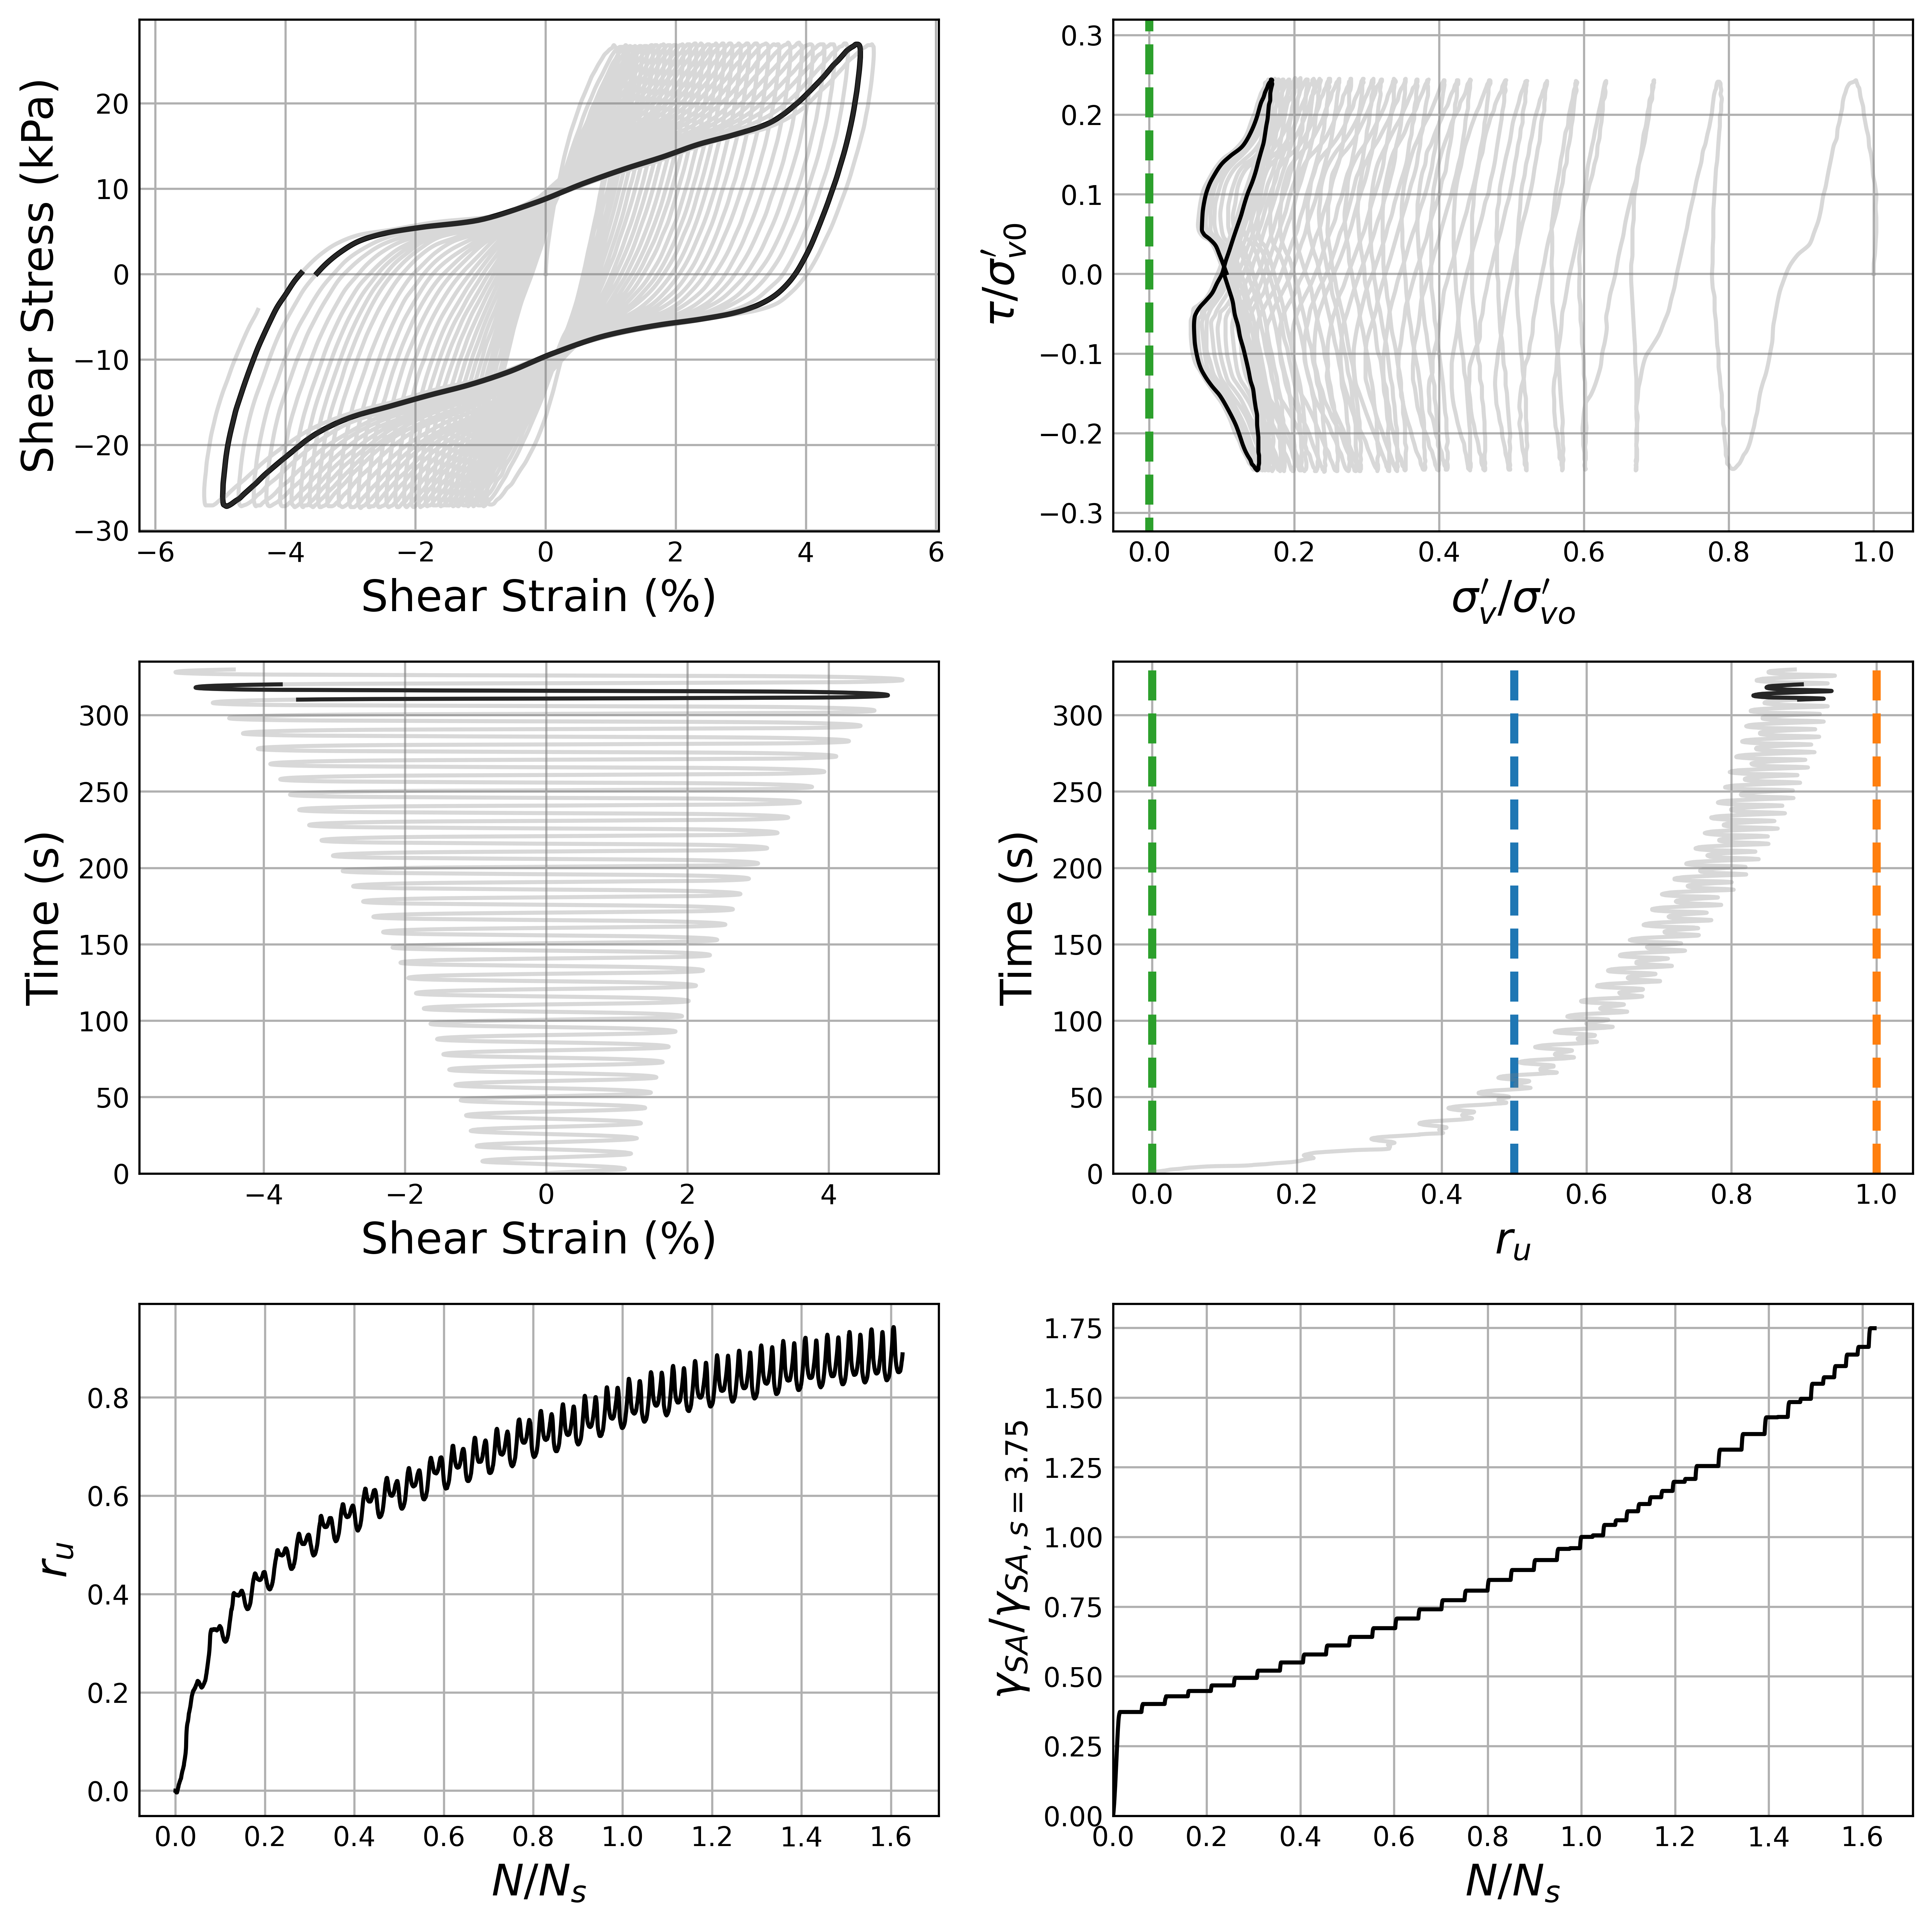 Shear Stress (kPa)
20
10
0
−10
−20
−30
−6 −4 −2 0 2 4 6
Shear Strain (%)
τ/σ′v0
0.3
0.2
0.1
0.0
−0.1
−0.2
−0.3
0.0 0.2 0.4 0.6 0.8 1.0
σ′v/σ′vo
Time (s)
300
250
200
150
100
50
0
−4 −2 0 2 4
Shear Strain (%)
Time (s)
300
250
200
150
100
50
0
0.0 0.2 0.4 0.6 0.8 1.0
ru
ru
0.8
0.6
0.4
0.2
0.0
0.0 0.2 0.4 0.6 0.8 1.0 1.2 1.4 1.6
N/Ns
γSA/γSA, s = 3.75
1.75
1.50
1.25
1.00
0.75
0.50
0.25
0.00
0.0 0.2 0.4 0.6 0.8 1.0 1.2 1.4 1.6
N/Ns